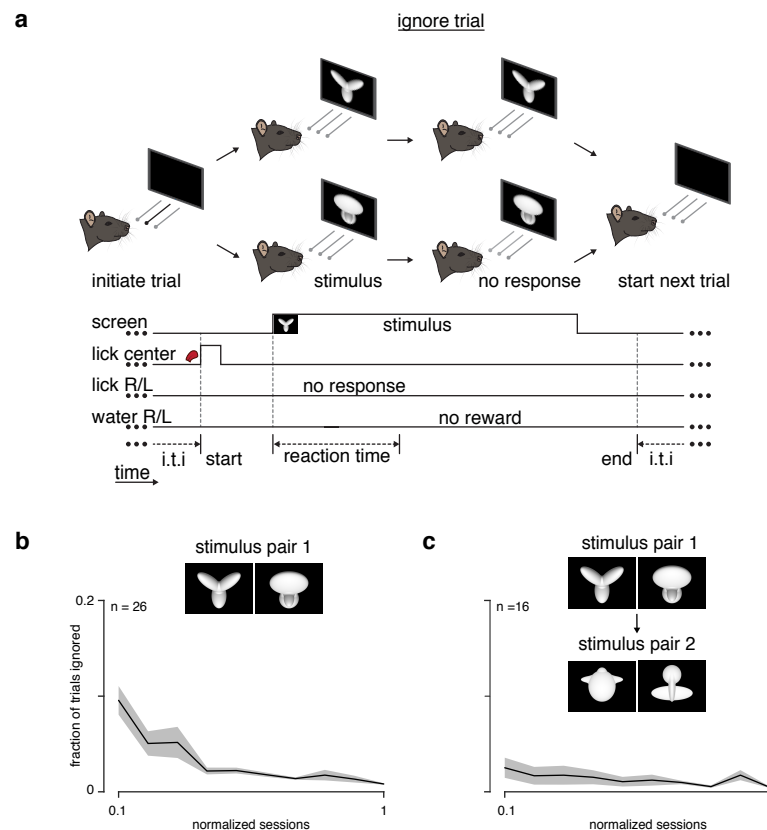 a
ignore trial
initiate trial
stimulus
no response
start next trial
screen
stimulus
lick center
lick R/L
no response
water R/L
no reward
i.t.i
start
reaction time
end
i.t.i
time
b
stimulus pair 1
n = 26
0.2
0
fraction of trials ignored
0.1
1
normalized sessions
c
stimulus pair 1
stimulus pair 2
n =16
0.1
normalized sessions